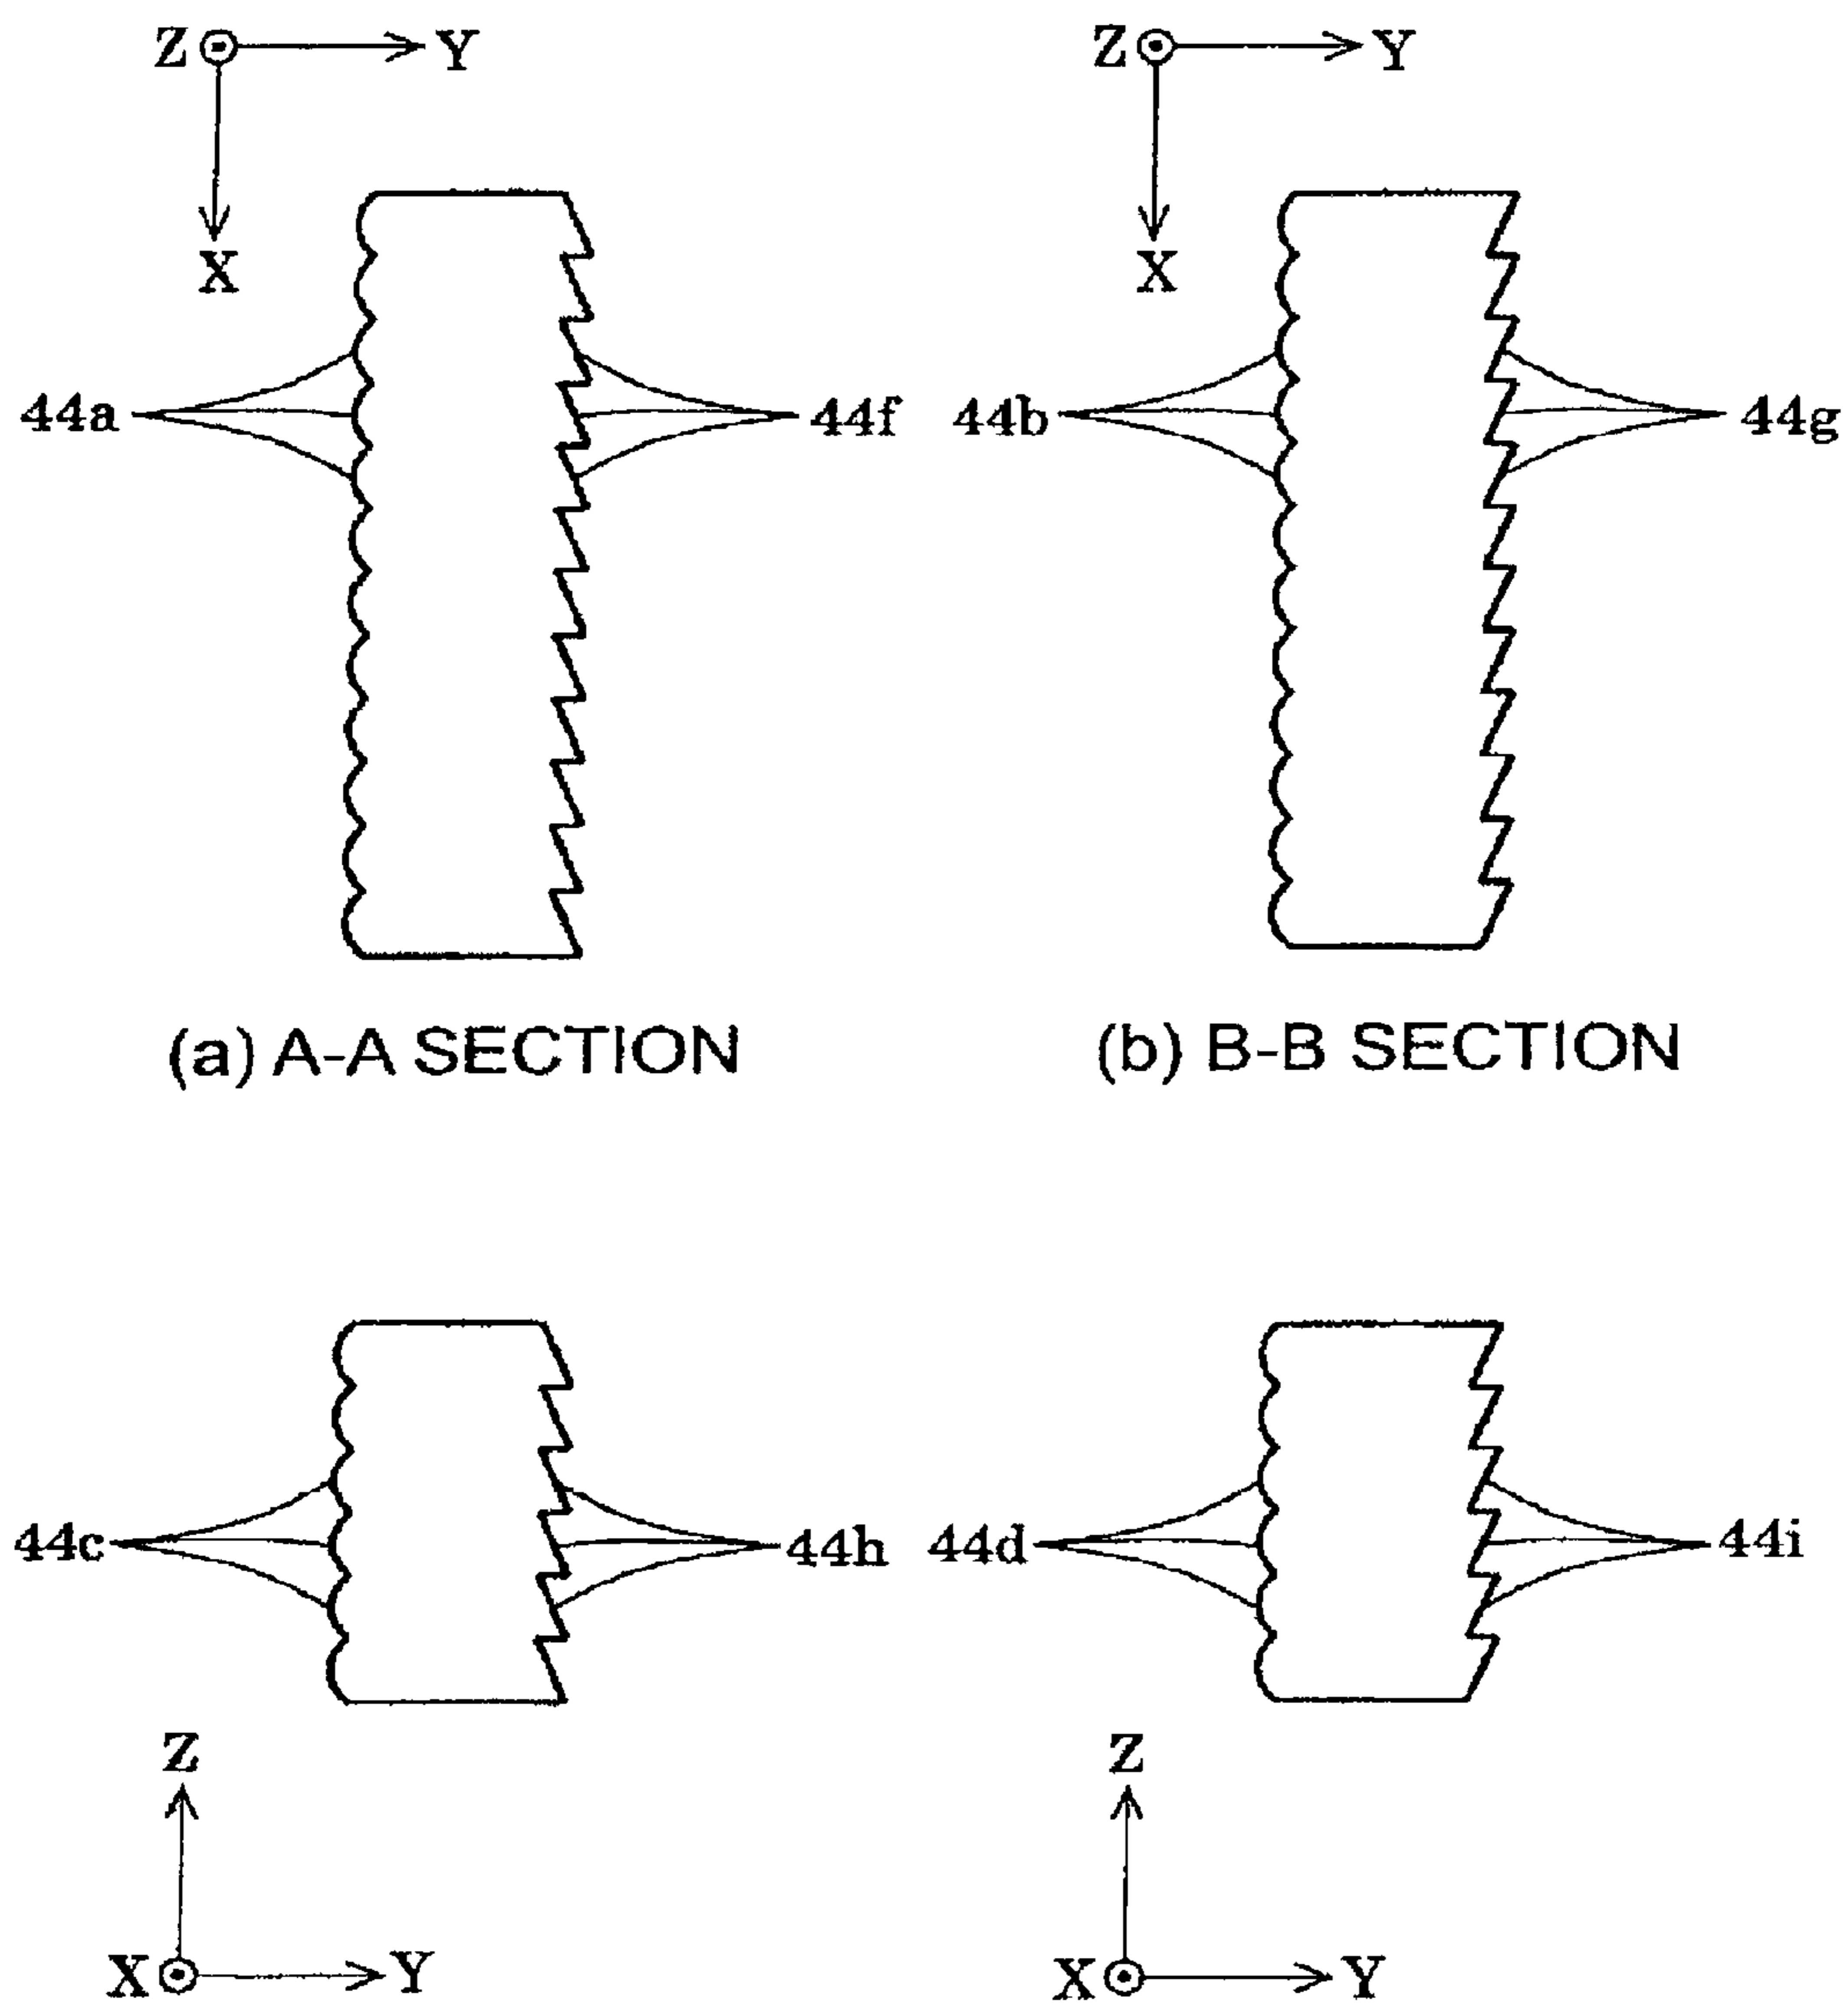 Z Y Z Y
X X
44a 44f 44b 44g
(a) A-A SECTION (b) B-B SECTION
44c 44h 44d 44i
Z Z
X Y X Y